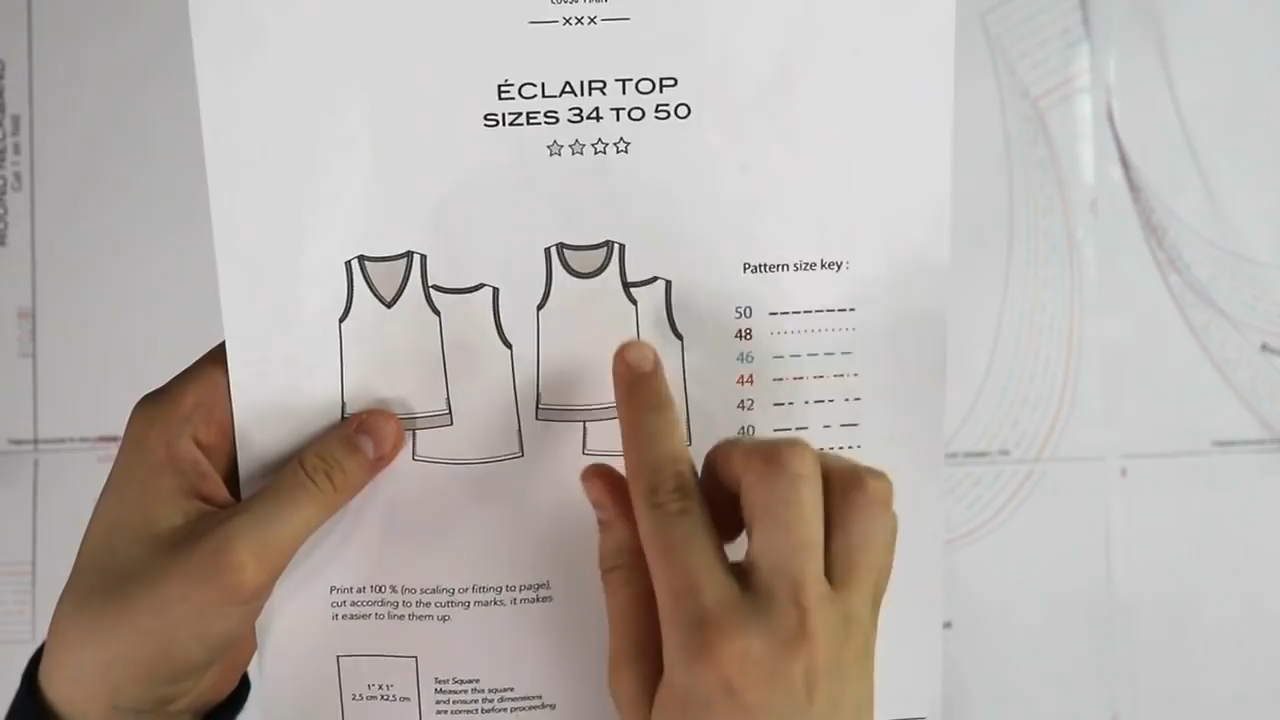 XXX
ÉCLAIR TOP
SIZES 34 TO 50
Pattern size key :
50
48
46
44
42
40
Print at 100 % (no scaling or fitting to page),
cut according to the cutting marks, it makes
it easier to line them up.
1" X 1"
2,5 cm X2,5 cm
Test Square
Measure this square
and ensure the dimensions
are correct before proceeding
ROUND NECKBAND